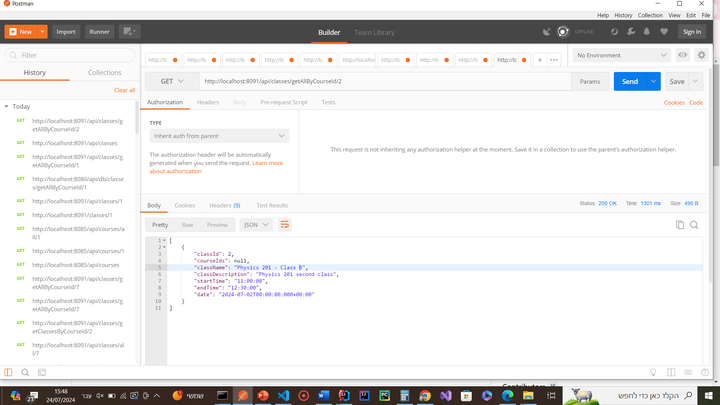 Postman
Help History Collection View Edit File
New Import Runner Builder Team Library OFFLINE Sign In
Filter
History Collections
Clear all
Today
GET http://localhost:8091/api/classes/g
etAllByCourseId/2
GET http://localhost:8091/api/classes
GET http://localhost:8091/api/classes/g
etAllByCourseId/1
GET http://localhost:8080/api/db/classe
s/getAllByCourseId/1
GET http://localhost:8091/api/classes/1
GET http://localhost:8091/classes/1
GET http://localhost:8085/api/courses/a
ll/1
GET http://localhost:8085/api/courses/1
GET http://localhost:8085/api/courses
GET http://localhost:8091/api/classes/g
etAllByCourseId/7
GET http://localhost:8091/api/classes/g
etAllByCourseId/7
GET http://localhost:8091/api/classes/g
etClassesByCourseId/2
GET http://localhost:8091/api/classes/al
l/7
http://lc http://lc http://lc http://lc http://lc http://localho http://lc http://lc http://lc http://lc
No Environment
GET http://localhost:8091/api/classes/getAllByCourseId/2 Params Send Save
Authorization Headers Body Pre-request Script Tests Cookies Code
TYPE
Inherit auth from parent
The authorization header will be automatically
generated when you send the request. Learn more
about authorization
This request is not inheriting any authorization helper at the moment. Save it in a collection to use the parent's authorization helper.
Body Cookies Headers (9) Test Results Status: 200 OK Time: 1301 ms Size: 490 B
Pretty Raw Preview JSON
1 [
2 {
3 "classId": 2,
4 "courseIds": null,
5 "className": "Physics 201 - Class B",
6 "classDescription": "Physics 201 second class",
7 "startTime": "11:00:00",
8 "endTime": "12:30:00",
9 "date": "2024-07-02T00:00:00.000+00:00"
10 }
11 ]
15:48
24/07/2024
עבר
שמשי
הקלד כאן כדי לחפש